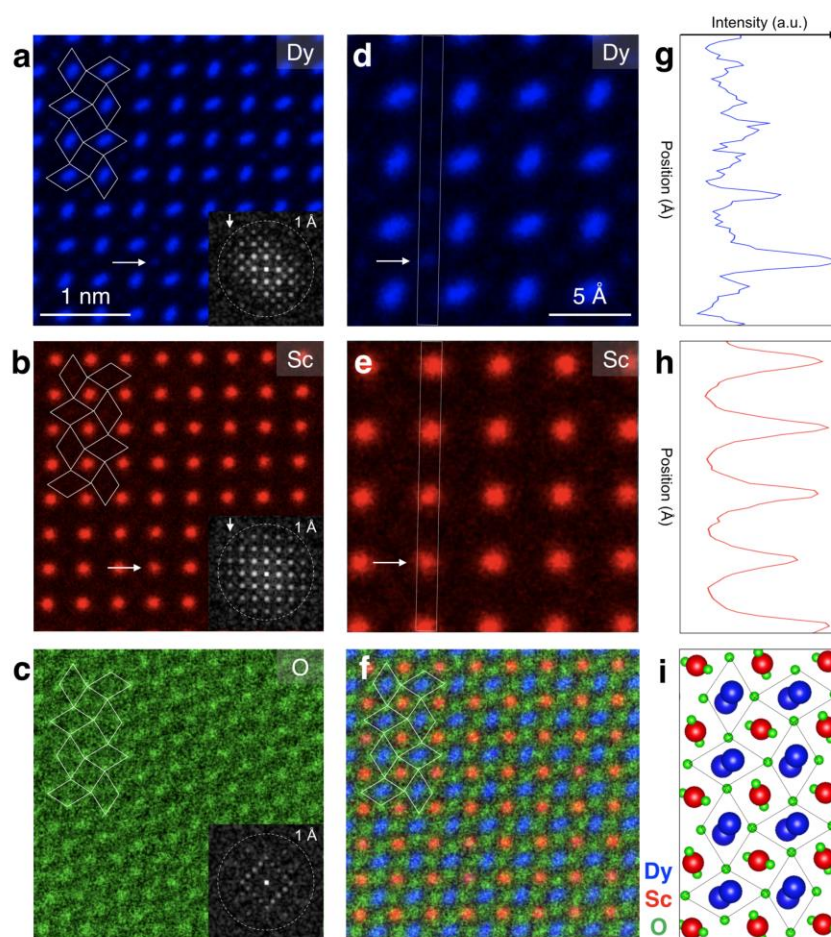 Intensity (a.u.)
a
Dy
1 Å
1 nm
d
Dy
5 Å
g
Position (Å)
b
Sc
1 Å
e
Sc
h
Position (Å)
c
O
1 Å
f
i
Dy
Sc
O